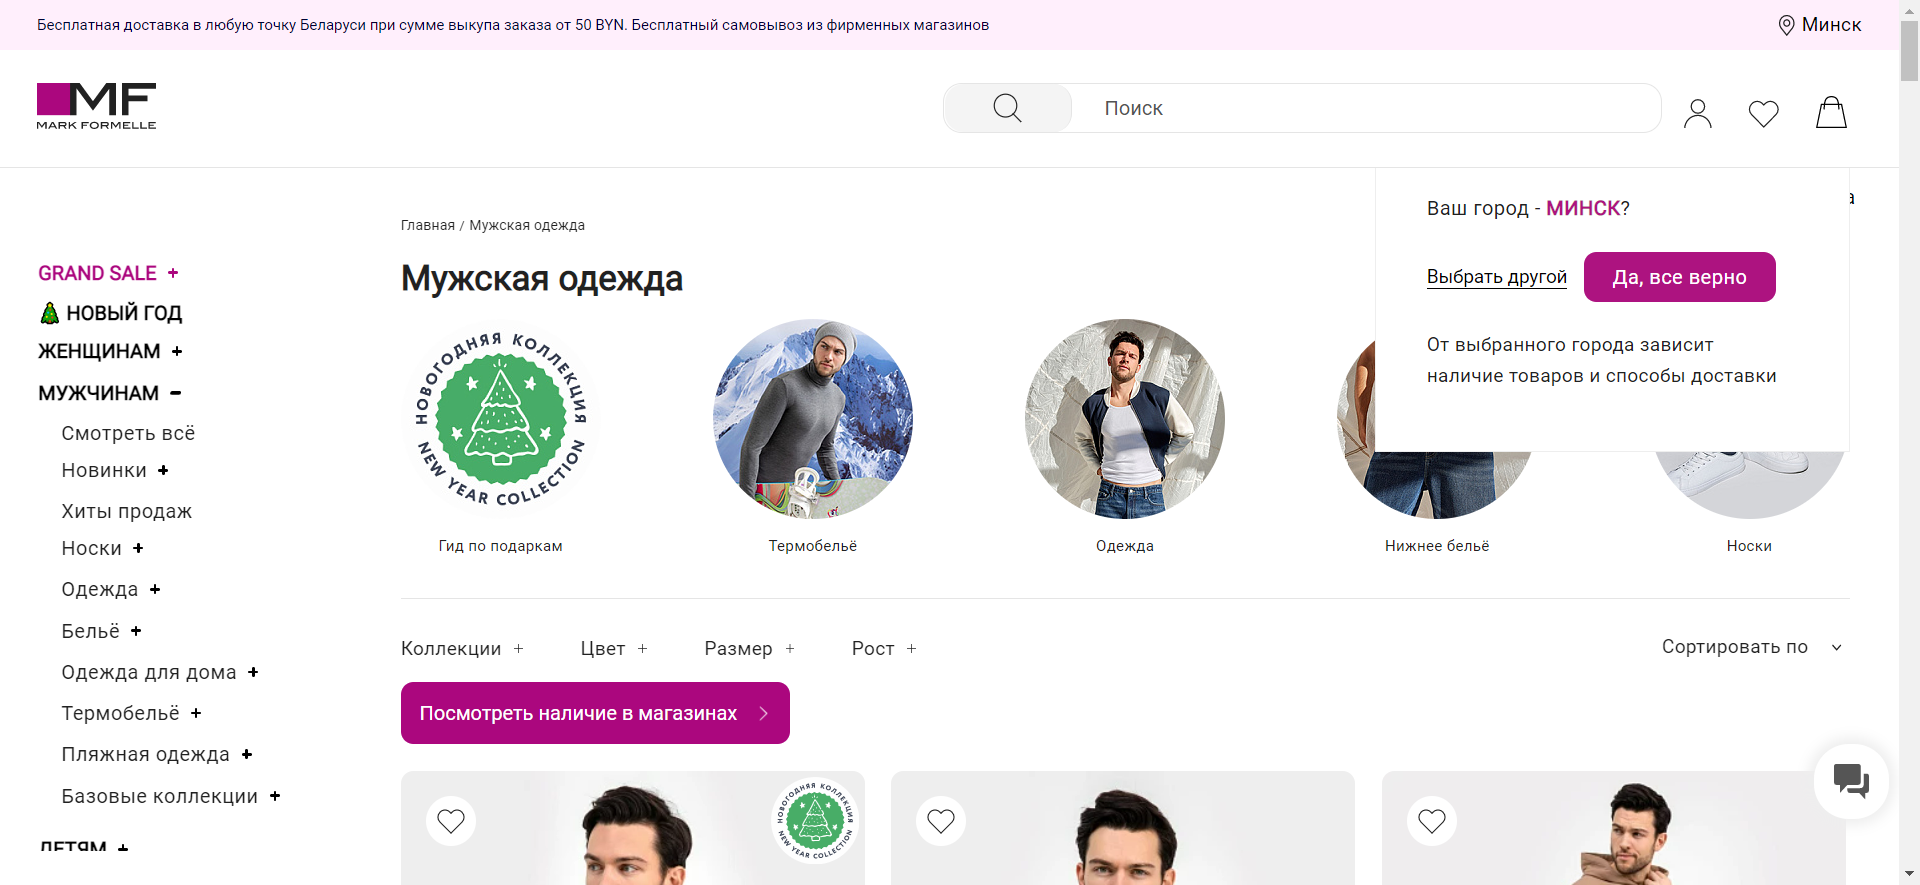 Бесплатная доставка в любую точку Беларуси при сумме выкупа заказа от 50 BYN. Бесплатный самовывоз из фирменных магазинов
Минск
MF
MARK FORMELLE
Поиск
Ваш город - МИНСК?
Выбрать другой
Да, все верно
От выбранного города зависит
наличие товаров и способы доставки
Главная / Мужская одежда
Мужская одежда
GRAND SALE +
НОВЫЙ ГОД
ЖЕНЩИНАМ +
МУЖЧИНАМ -
Смотреть всё
Новинки +
Хиты продаж
Носки +
Одежда +
Бельё +
Одежда для дома +
Термобельё +
Пляжная одежда +
Базовые коллекции +
ДЕТЯМ +
НОВОГОДНЯЯ КОЛЛЕКЦИЯ
NEW YEAR COLLECTION
Гид по подаркам
Термобельё
Одежда
Нижнее бельё
Носки
Коллекции +
Цвет +
Размер +
Рост +
Сортировать по
Посмотреть наличие в магазинах
НОВОГОДНЯЯ КОЛЛЕКЦИЯ
NEW YEAR COLLECTION